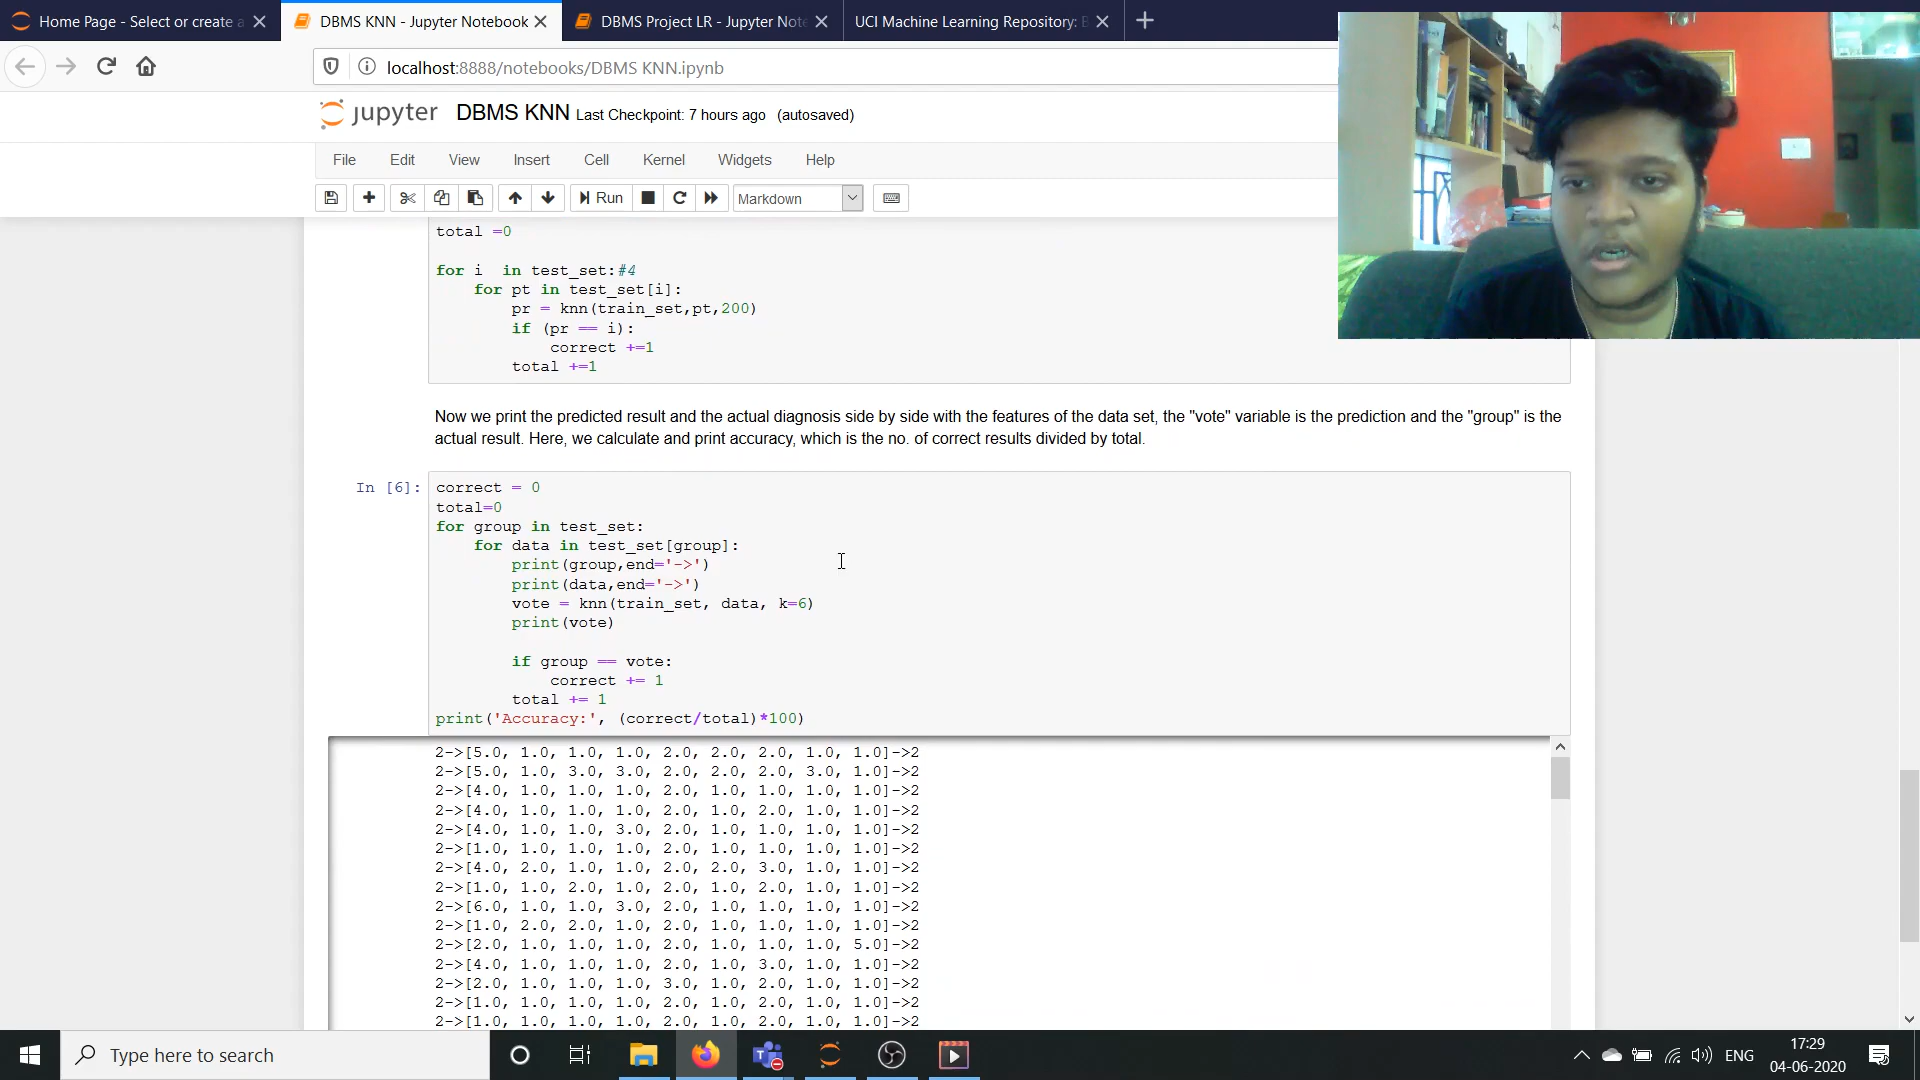 Home Page - Select or create a
DBMS KNN - Jupyter Notebook
DBMS Project LR - Jupyter Note
UCI Machine Learning Repository: B
localhost:8888/notebooks/DBMS KNN.ipynb
jupyter DBMS KNN Last Checkpoint: 7 hours ago (autosaved)
File Edit View Insert Cell Kernel Widgets Help
Run Markdown
total =0
for i  in test_set:#4
    for pt in test_set[i]:
        pr = knn(train_set,pt,200)
        if (pr == i):
            correct +=1
        total +=1
Now we print the predicted result and the actual diagnosis side by side with the features of the data set, the "vote" variable is the prediction and the "group" is the
actual result. Here, we calculate and print accuracy, which is the no. of correct results divided by total.
In [6]: correct = 0
total=0
for group in test_set:
    for data in test_set[group]:
        print(group,end='->')
        print(data,end='->')
        vote = knn(train_set, data, k=6)
        print(vote)
        if group == vote:
            correct += 1
        total += 1
print('Accuracy:', (correct/total)*100)
2->[5.0, 1.0, 1.0, 1.0, 2.0, 2.0, 2.0, 1.0, 1.0]->2
2->[5.0, 1.0, 3.0, 3.0, 2.0, 2.0, 2.0, 3.0, 1.0]->2
2->[4.0, 1.0, 1.0, 1.0, 2.0, 1.0, 1.0, 1.0, 1.0]->2
2->[4.0, 1.0, 1.0, 1.0, 2.0, 1.0, 2.0, 1.0, 1.0]->2
2->[4.0, 1.0, 1.0, 3.0, 2.0, 1.0, 1.0, 1.0, 1.0]->2
2->[1.0, 1.0, 1.0, 1.0, 2.0, 1.0, 1.0, 1.0, 1.0]->2
2->[4.0, 2.0, 1.0, 1.0, 2.0, 2.0, 3.0, 1.0, 1.0]->2
2->[1.0, 1.0, 2.0, 1.0, 2.0, 1.0, 2.0, 1.0, 1.0]->2
2->[6.0, 1.0, 1.0, 3.0, 2.0, 1.0, 1.0, 1.0, 1.0]->2
2->[1.0, 2.0, 2.0, 1.0, 2.0, 1.0, 1.0, 1.0, 1.0]->2
2->[2.0, 1.0, 1.0, 1.0, 2.0, 1.0, 1.0, 1.0, 5.0]->2
2->[4.0, 1.0, 1.0, 1.0, 2.0, 1.0, 3.0, 1.0, 1.0]->2
2->[2.0, 1.0, 1.0, 1.0, 3.0, 1.0, 2.0, 1.0, 1.0]->2
2->[1.0, 1.0, 1.0, 1.0, 2.0, 1.0, 2.0, 1.0, 1.0]->2
2->[1.0, 1.0, 1.0, 1.0, 2.0, 1.0, 2.0, 1.0, 1.0]->2
Type here to search
ENG
17:29
04-06-2020